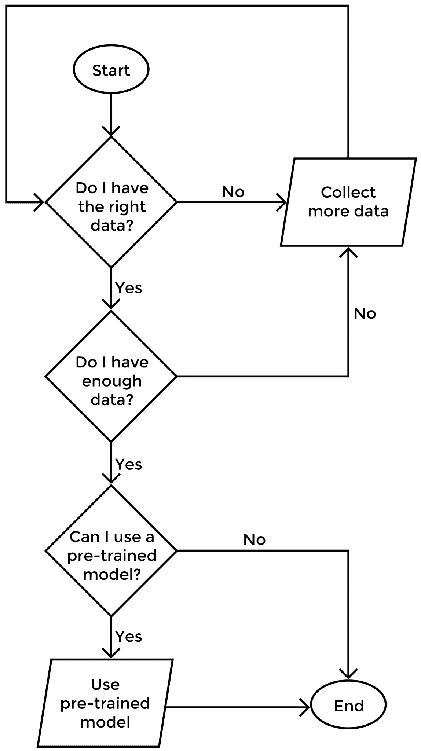 Start
Do I have
the right
data?
No
Collect
more data
Yes
Do I have
enough
data?
No
Yes
Can I use a
pre-trained
model?
No
Yes
Use
pre-trained
model
End